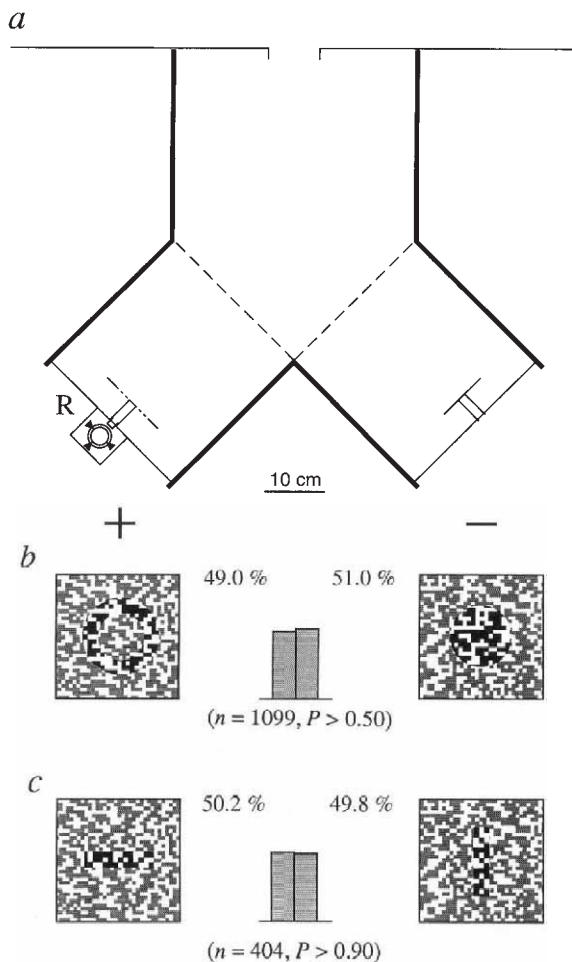 a
R
10 cm
+ −
b
49.0 % 51.0 %
(n = 1099, P > 0.50)
c
50.2 % 49.8 %
(n = 404, P > 0.90)